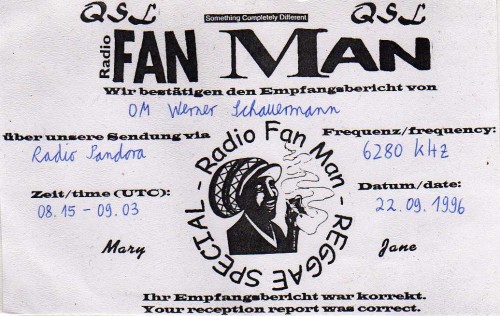 QSL Something Completely Different QSL
Radio FAN MAN
Wir bestätigen den Empfangsbericht von
OM Werner Schauermann
über unsere Sendung via
Radio Pandora
Frequenz/frequency:
6280 kHz
Zeit/time (UTC):
08.15 - 09.03
Datum/date:
22.09.1996
- Radio Fan Man - REGGAE SPECIAL
Mary
Jane
Ihr Empfangsbericht war korrekt.
Your reception report was correct.